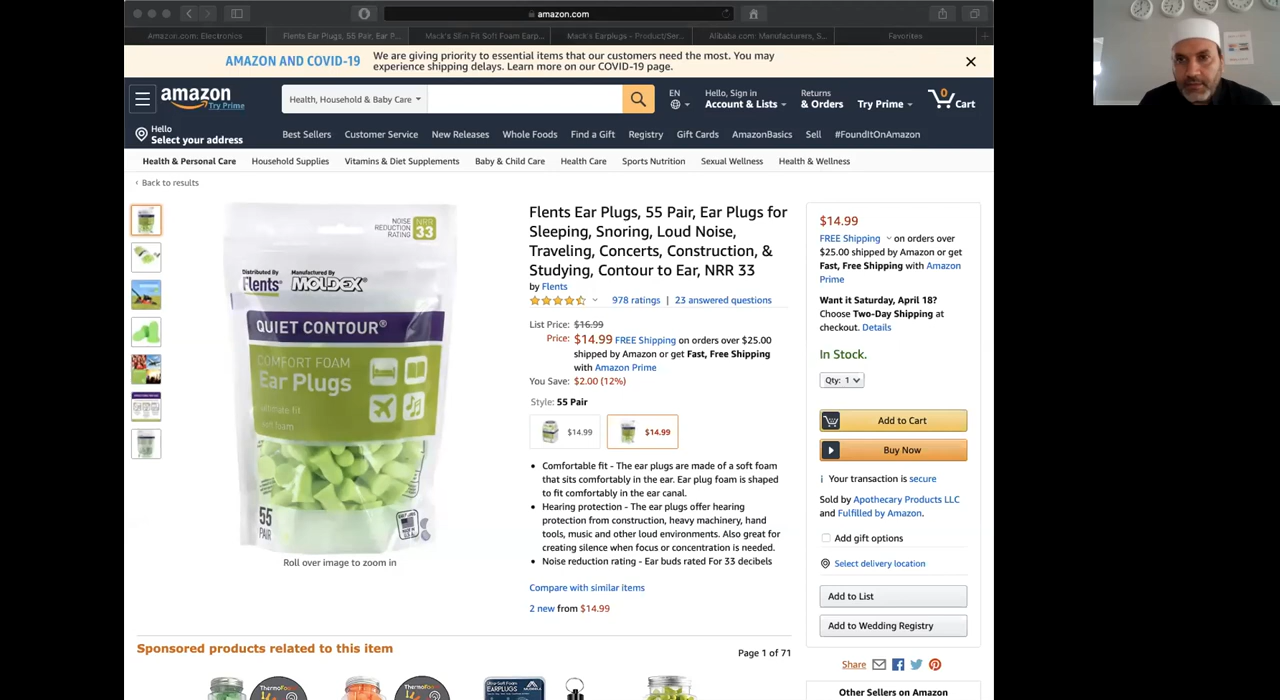 amazon.com
Amazon.com: Electronics
Flents Ear Plugs, 55 Pair, Ear P...
Mack's Slim Fit Soft Foam Earp...
Mack's Earplugs - Product/Ser...
Alibaba.com: Manufacturers, S...
Favorites
AMAZON AND COVID-19
We are giving priority to essential items that our customers need the most. You may
experience shipping delays. Learn more on our COVID-19 page.
amazon
Try Prime
Health, Household & Baby Care
EN
Hello, Sign in
Account & Lists
Returns
& Orders
Try Prime
0
Cart
Hello
Select your address
Best Sellers
Customer Service
New Releases
Whole Foods
Find a Gift
Registry
Gift Cards
AmazonBasics
Sell
#FoundItOnAmazon
Health & Personal Care
Household Supplies
Vitamins & Diet Supplements
Baby & Child Care
Health Care
Sports Nutrition
Sexual Wellness
Health & Wellness
‹ Back to results
NOISE
REDUCTION
RATING
NRR
33
Distributed By
Flents
Manufactured By
MOLDEX®
QUIET CONTOUR®
COMFORT FOAM
Ear Plugs
ultimate fit
soft foam
55
PAIR
Roll over image to zoom in
Flents Ear Plugs, 55 Pair, Ear Plugs for
Sleeping, Snoring, Loud Noise,
Traveling, Concerts, Construction, &
Studying, Contour to Ear, NRR 33
by Flents
978 ratings | 23 answered questions
List Price: $16.99
Price: $14.99 FREE Shipping on orders over $25.00
shipped by Amazon or get Fast, Free Shipping
with Amazon Prime
You Save: $2.00 (12%)
Style: 55 Pair
$14.99
$14.99
• Comfortable fit - The ear plugs are made of a soft foam
that sits comfortably in the ear. Ear plug foam is shaped
to fit comfortably in the ear canal.
• Hearing protection - The ear plugs offer hearing
protection from construction, heavy machinery, hand
tools, music and other loud environments. Also great for
creating silence when focus or concentration is needed.
• Noise reduction rating - Ear buds rated For 33 decibels
Compare with similar items
2 new from $14.99
$14.99
FREE Shipping on orders over
$25.00 shipped by Amazon or get
Fast, Free Shipping with Amazon
Prime
Want it Saturday, April 18?
Choose Two-Day Shipping at
checkout. Details
In Stock.
Qty: 1
Add to Cart
Buy Now
Your transaction is secure
Sold by Apothecary Products LLC
and Fulfilled by Amazon.
Add gift options
Select delivery location
Add to List
Add to Wedding Registry
Share
Other Sellers on Amazon
Sponsored products related to this item
Page 1 of 71
EARPLUGS